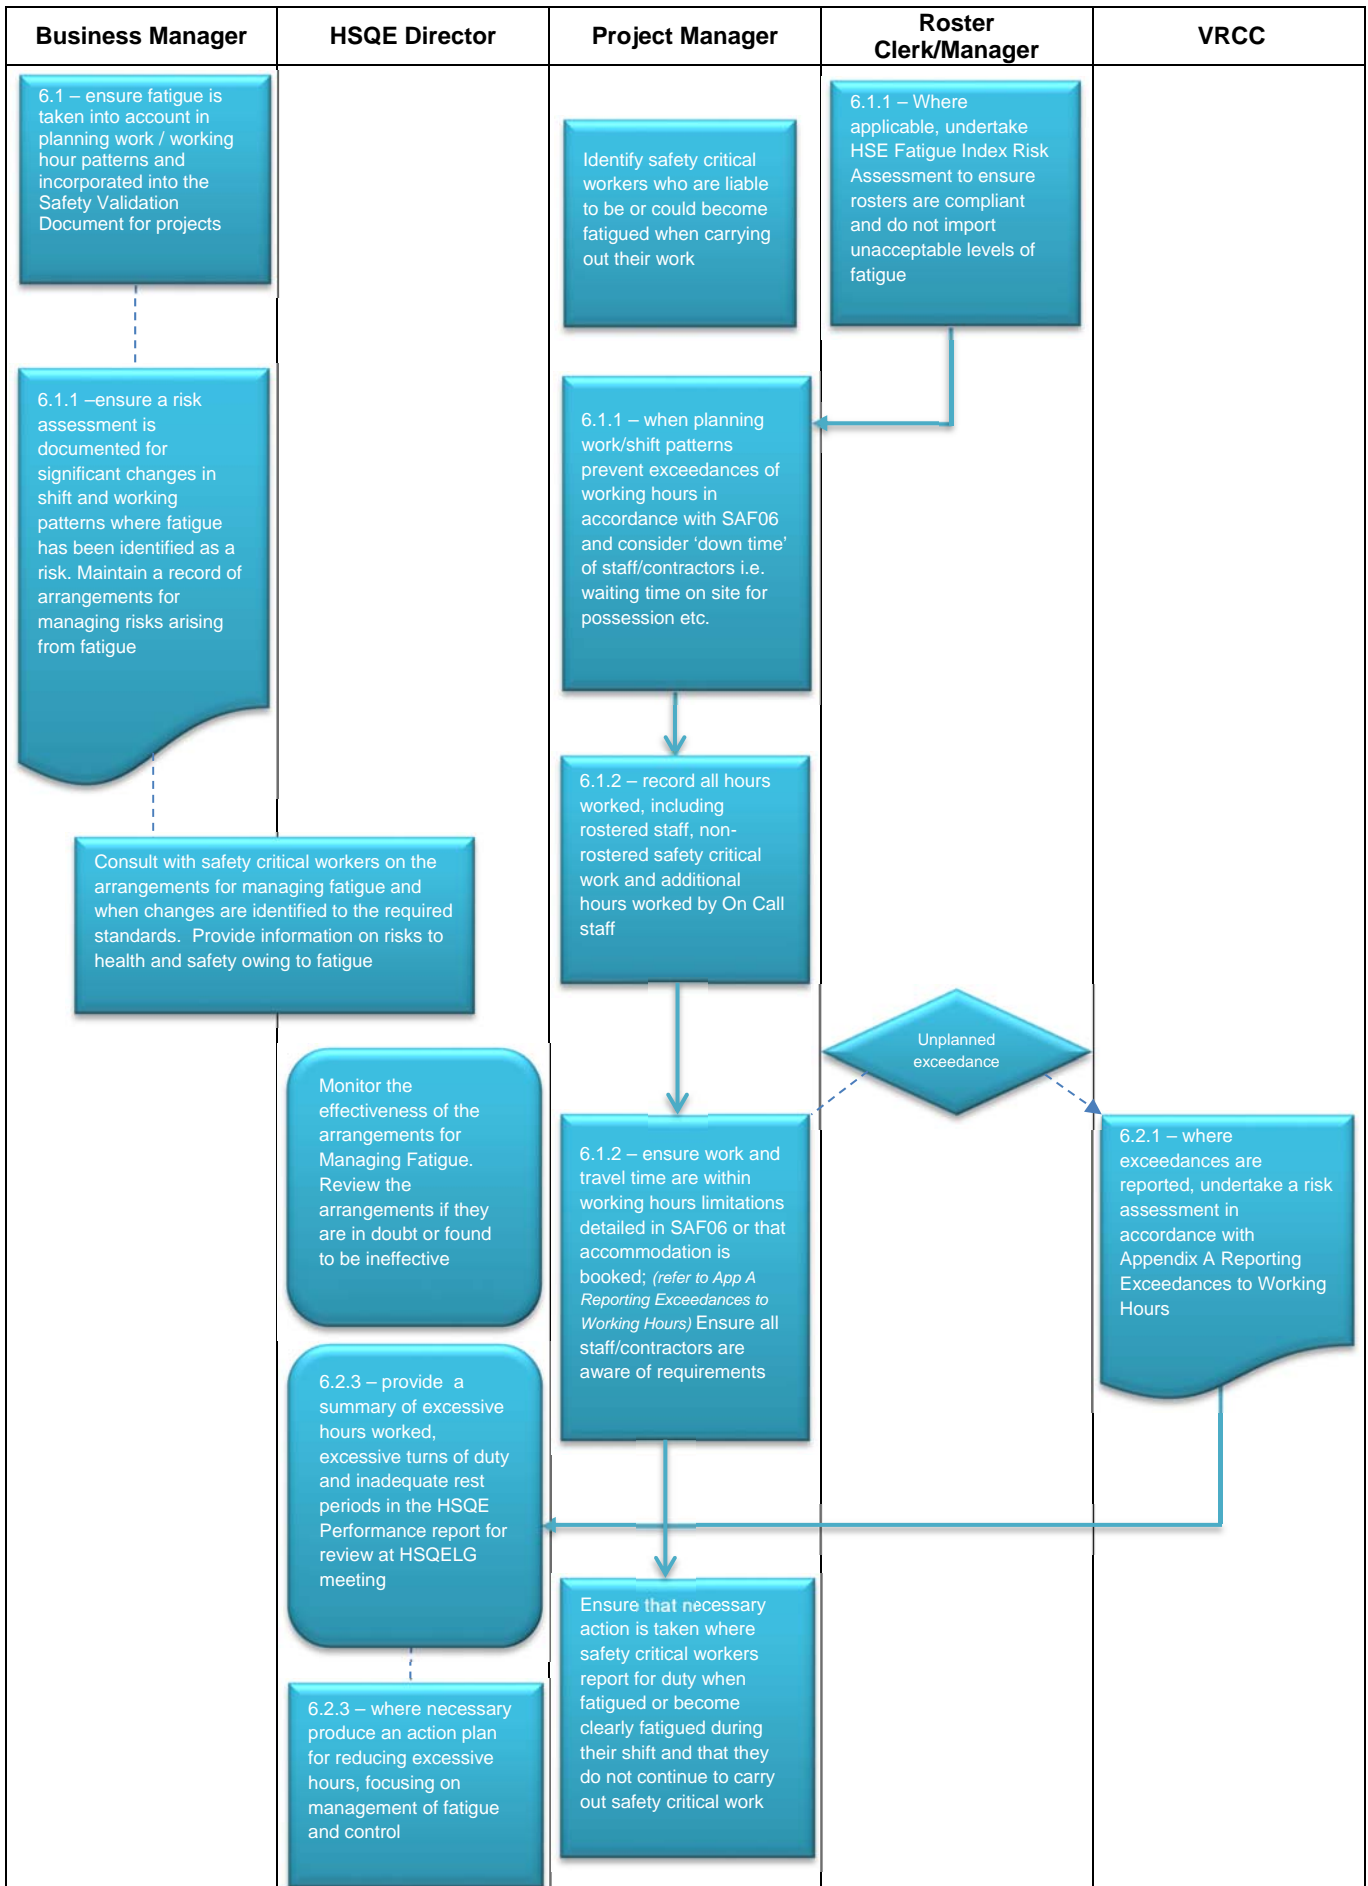 Business Manager
HSQE Director
Project Manager
Roster
Clerk/Manager
VRCC
6.1 – ensure fatigue is
taken into account in
planning work / working
hour patterns and
incorporated into the
Safety Validation
Document for projects
Identify safety critical
workers who are liable
to be or could become
fatigued when carrying
out their work
6.1.1 – Where
applicable, undertake
HSE Fatigue Index Risk
Assessment to ensure
rosters are compliant
and do not import
unacceptable levels of
fatigue
6.1.1 –ensure a risk
assessment is
documented for
significant changes in
shift and working
patterns where fatigue
has been identified as a
risk. Maintain a record of
arrangements for
managing risks arising
from fatigue
6.1.1 – when planning
work/shift patterns
prevent exceedances of
working hours in
accordance with SAF06
and consider ‘down time’
of staff/contractors i.e.
waiting time on site for
possession etc.
6.1.2 – record all hours
worked, including
rostered staff, non-
rostered safety critical
work and additional
hours worked by On Call
staff
Consult with safety critical workers on the
arrangements for managing fatigue and
when changes are identified to the required
standards.  Provide information on risks to
health and safety owing to fatigue
Unplanned
exceedance
Monitor the
effectiveness of the
arrangements for
Managing Fatigue.
Review the
arrangements if they
are in doubt or found
to be ineffective
6.1.2 – ensure work and
travel time are within
working hours limitations
detailed in SAF06 or that
accommodation is
booked; (refer to App A
Reporting Exceedances to
Working Hours) Ensure all
staff/contractors are
aware of requirements
6.2.1 – where
exceedances are
reported, undertake a risk
assessment in
accordance with
Appendix A Reporting
Exceedances to Working
Hours
6.2.3 – provide  a
summary of excessive
hours worked,
excessive turns of duty
and inadequate rest
periods in the HSQE
Performance report for
review at HSQELG
meeting
Ensure that necessary
action is taken where
safety critical workers
report for duty when
fatigued or become
clearly fatigued during
their shift and that they
do not continue to carry
out safety critical work
6.2.3 – where necessary
produce an action plan
for reducing excessive
hours, focusing on
management of fatigue
and control